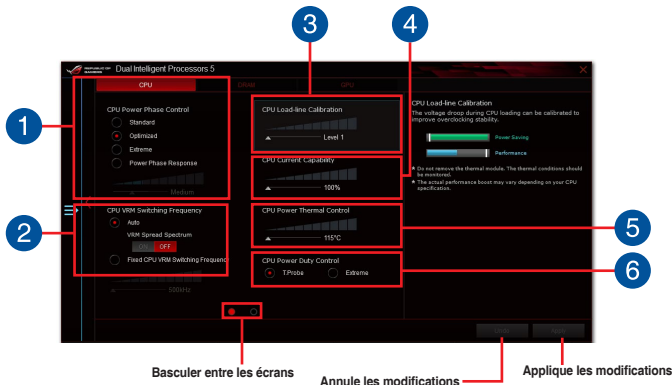 3
4
REPUBLIC OF GAMERS
Dual Intelligent Processors 5
CPU
DRAM
GPU
1
CPU Power Phase Control
Standard
Optimized
Extreme
Power Phase Response
Medium
CPU Load-line Calibration
Level 1
CPU Current Capability
100%
CPU Load-line Calibration
The voltage droop during CPU loading can be calibrated to
improve overclocking stability.
Power Saving
Performance
* Do not remove the thermal module. The thermal conditions should
be monitored.
* The actual performance boost may vary depending on your CPU
specification.
2
CPU VRM Switching Frequency
Auto
VRM Spread Spectrum
ON OFF
Fixed CPU VRM Switching Frequency
500kHz
CPU Power Thermal Control
115°C
5
CPU Power Duty Control
T.Probe
Extreme
6
Undo
Apply
Basculer entre les écrans
Annule les modifications
Applique les modifications